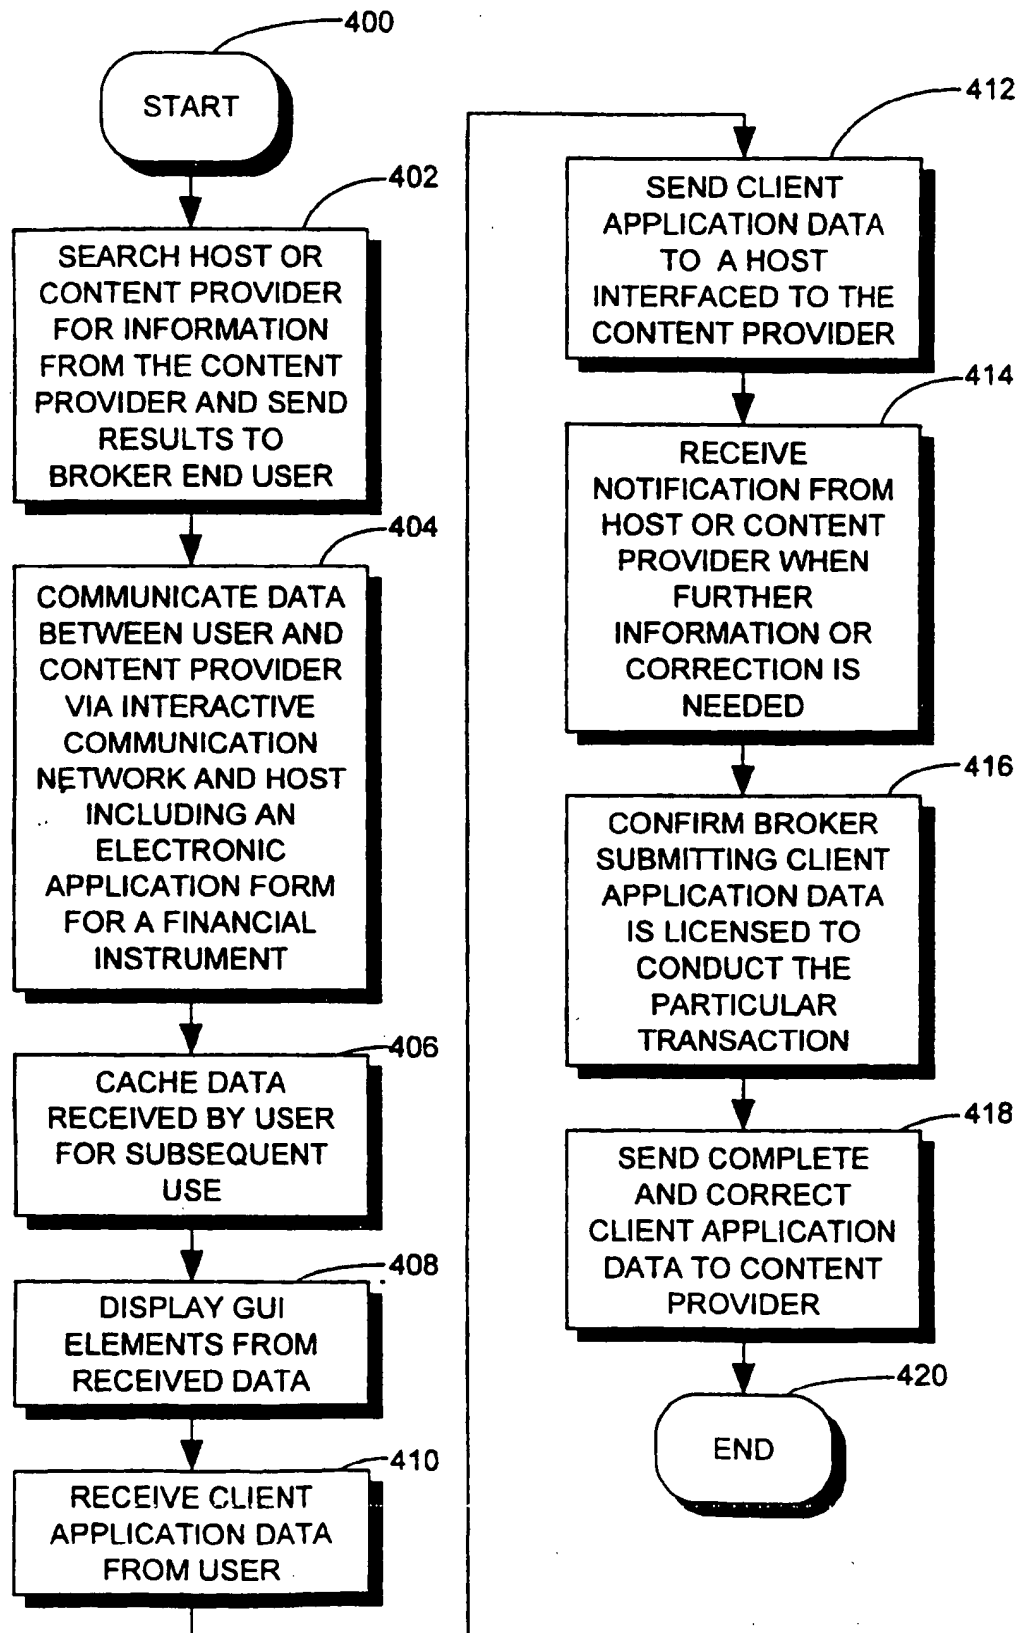 400
START
402
SEARCH HOST OR
CONTENT PROVIDER
FOR INFORMATION
FROM THE CONTENT
PROVIDER AND SEND
RESULTS TO
BROKER END USER
404
COMMUNICATE DATA
BETWEEN USER AND
CONTENT PROVIDER
VIA INTERACTIVE
COMMUNICATION
NETWORK AND HOST
INCLUDING AN
ELECTRONIC
APPLICATION FORM
FOR A FINANCIAL
INSTRUMENT
406
CACHE DATA
RECEIVED BY USER
FOR SUBSEQUENT
USE
408
DISPLAY GUI
ELEMENTS FROM
RECEIVED DATA
410
RECEIVE CLIENT
APPLICATION DATA
FROM USER
412
SEND CLIENT
APPLICATION DATA
TO A HOST
INTERFACED TO THE
CONTENT PROVIDER
414
RECEIVE
NOTIFICATION FROM
HOST OR CONTENT
PROVIDER WHEN
FURTHER
INFORMATION OR
CORRECTION IS
NEEDED
416
CONFIRM BROKER
SUBMITTING CLIENT
APPLICATION DATA
IS LICENSED TO
CONDUCT THE
PARTICULAR
TRANSACTION
418
SEND COMPLETE
AND CORRECT
CLIENT APPLICATION
DATA TO CONTENT
PROVIDER
420
END